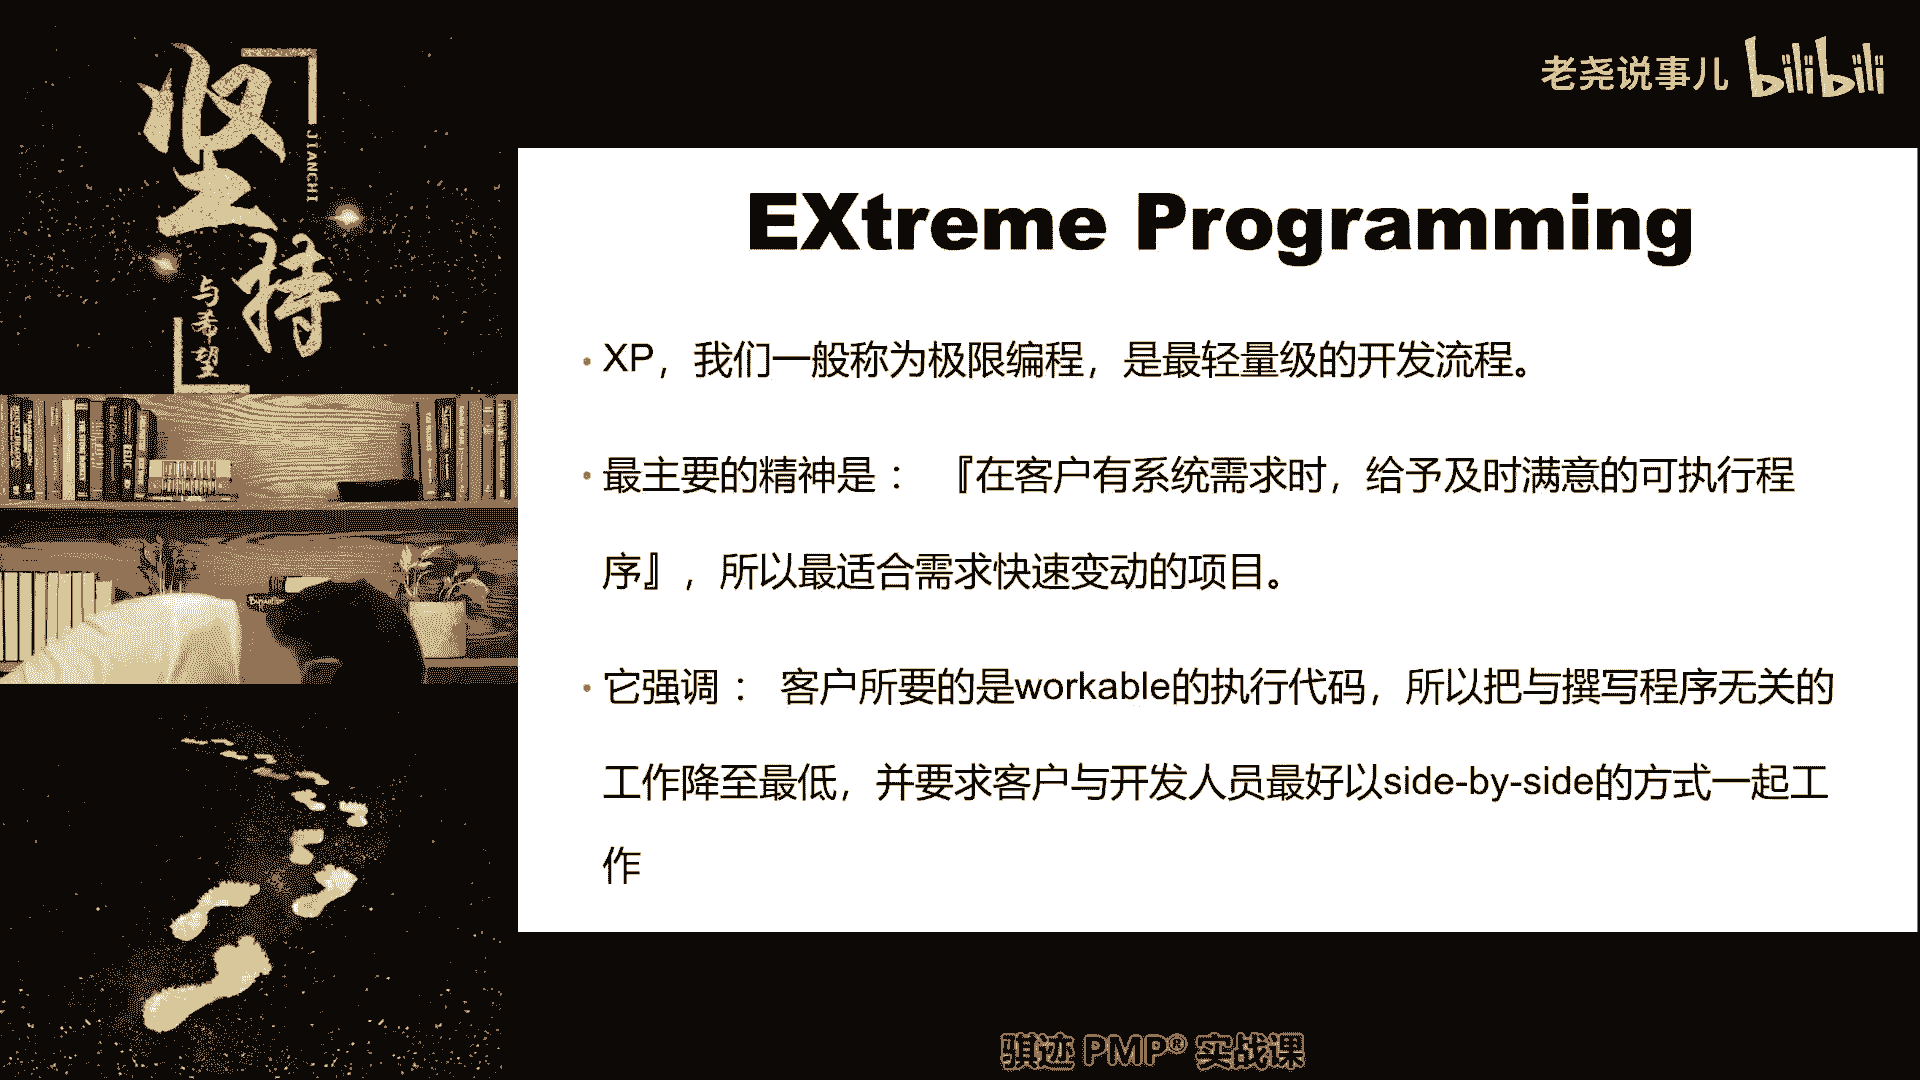 坚持
JIANCHI
与希望
老尧说事儿 bilibili
EXtreme Programming
• XP，我们一般称为极限编程，是最轻量级的开发流程。
• 最主要的精神是： 『在客户有系统需求时，给予及时满意的可执行程
序』，所以最适合需求快速变动的项目。
• 它强调： 客户所要的是workable的执行代码，所以把与撰写程序无关的
工作降至最低，并要求客户与开发人员最好以side-by-side的方式一起工
作
骐迹 PMP® 实战课